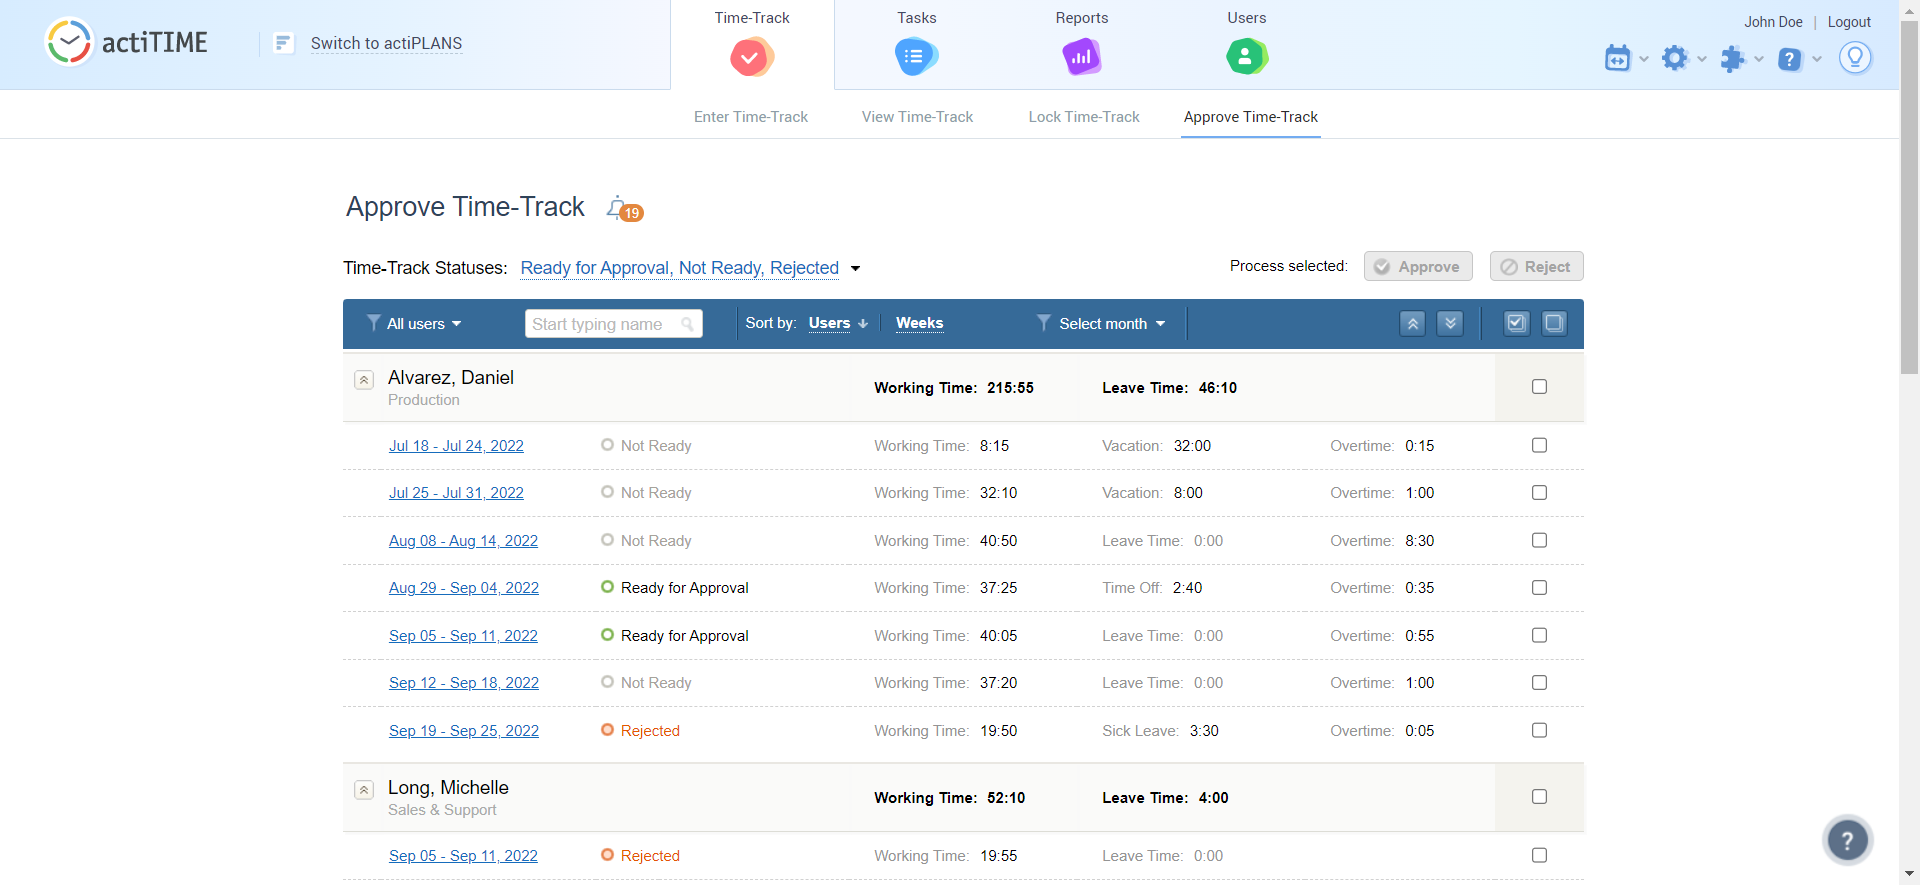 actiTIME
Switch to actiPLANS
Time-Track
Tasks
Reports
Users
John Doe | Logout
Enter Time-Track
View Time-Track
Lock Time-Track
Approve Time-Track
Approve Time-Track 19
Time-Track Statuses: Ready for Approval, Not Ready, Rejected
Process selected: Approve Reject
All users Start typing name Sort by: Users Weeks Select month
Alvarez, Daniel
Production
Working Time: 215:55 Leave Time: 46:10
Jul 18 - Jul 24, 2022 Not Ready Working Time: 8:15 Vacation: 32:00 Overtime: 0:15
Jul 25 - Jul 31, 2022 Not Ready Working Time: 32:10 Vacation: 8:00 Overtime: 1:00
Aug 08 - Aug 14, 2022 Not Ready Working Time: 40:50 Leave Time: 0:00 Overtime: 8:30
Aug 29 - Sep 04, 2022 Ready for Approval Working Time: 37:25 Time Off: 2:40 Overtime: 0:35
Sep 05 - Sep 11, 2022 Ready for Approval Working Time: 40:05 Leave Time: 0:00 Overtime: 0:55
Sep 12 - Sep 18, 2022 Not Ready Working Time: 37:20 Leave Time: 0:00 Overtime: 1:00
Sep 19 - Sep 25, 2022 Rejected Working Time: 19:50 Sick Leave: 3:30 Overtime: 0:05
Long, Michelle
Sales & Support
Working Time: 52:10 Leave Time: 4:00
Sep 05 - Sep 11, 2022 Rejected Working Time: 19:55 Leave Time: 0:00
?